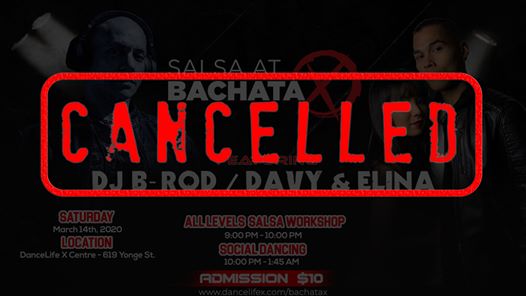 SALSA AT
BACHATA X
CANCELLED
FEATURING
DJ B-ROD / DAVY & ELINA
SATURDAY
March 14th, 2020
LOCATION
DanceLife X Centre - 619 Yonge St.
ALL LEVELS SALSA WORKSHOP
9:00 PM - 10:00 PM
SOCIAL DANCING
10:00 PM - 1:45 AM
ADMISSION $10
www.dancelifex.com/bachatax